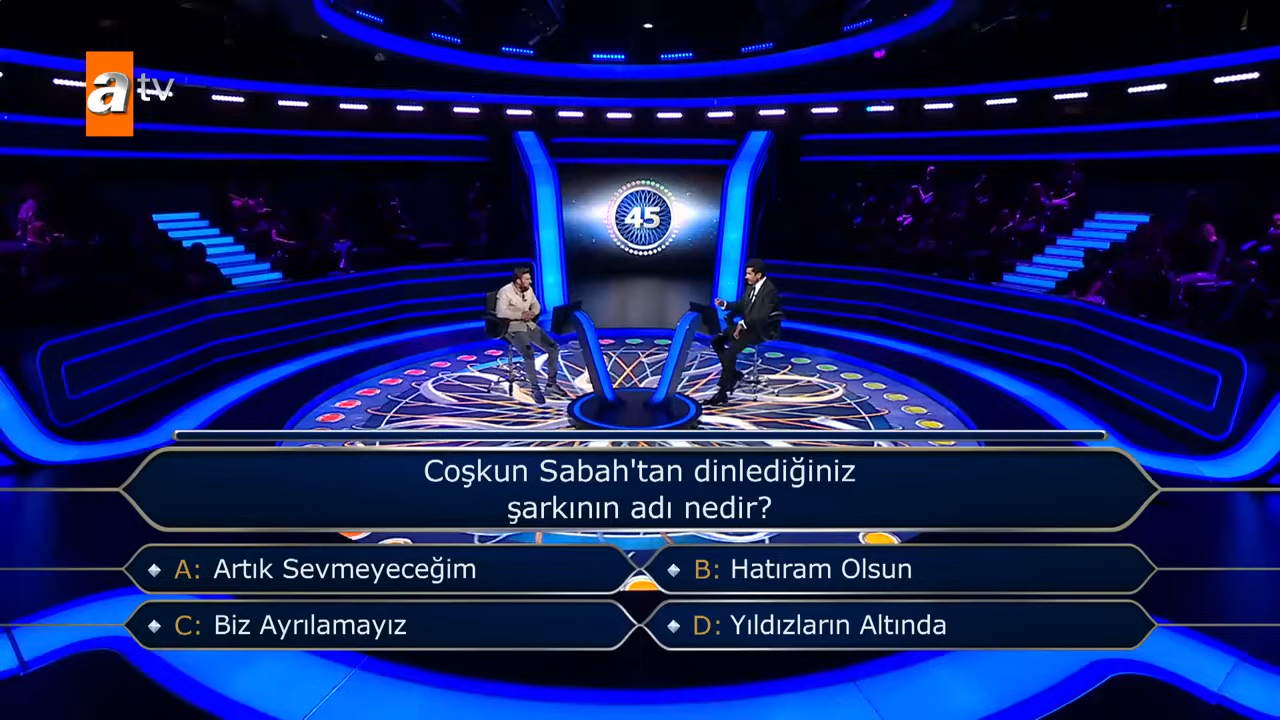 atv
45
Coşkun Sabah'tan dinlediğiniz
şarkının adı nedir?
A: Artık Sevmeyeceğim
B: Hatıram Olsun
C: Biz Ayrılamayız
D: Yıldızların Altında